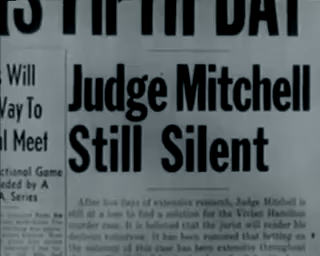 IS FIFTH DAY
Will
Way To
Meet
ctional Game
eded by A
A. Series
Judge Mitchell
Still Silent
After five days of extensive research, Judge Mitchell is
still at a loss to find a solution for the Vivian Hamilton
murder case. It is believed that the jurist will render his
decision tomorrow. It has been rumored that betting on
the outcome of this case has been extensive throughout